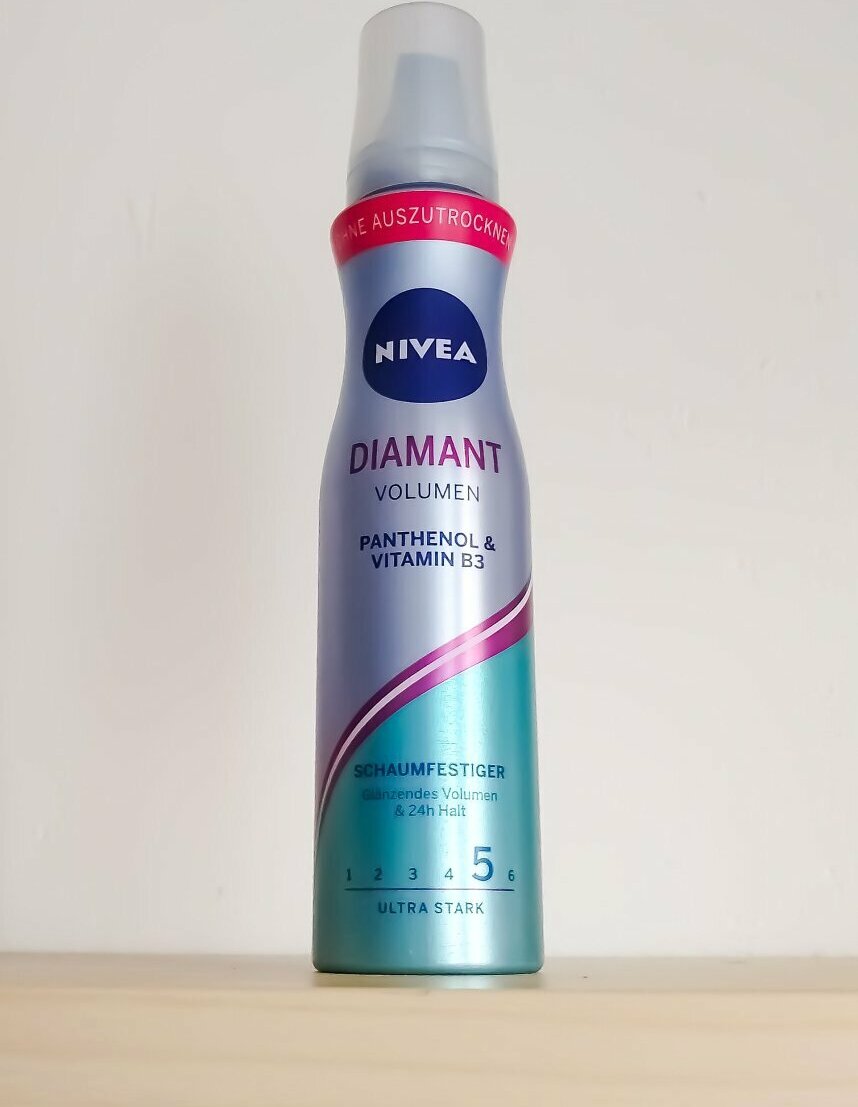 OHNE AUSZUTROCKNEN
NIVEA
DIAMANT
VOLUMEN
PANTHENOL &
VITAMIN B3
SCHAUMFESTIGER
Glänzendes Volumen
& 24h Halt
1 2 3 4 5 6
ULTRA STARK